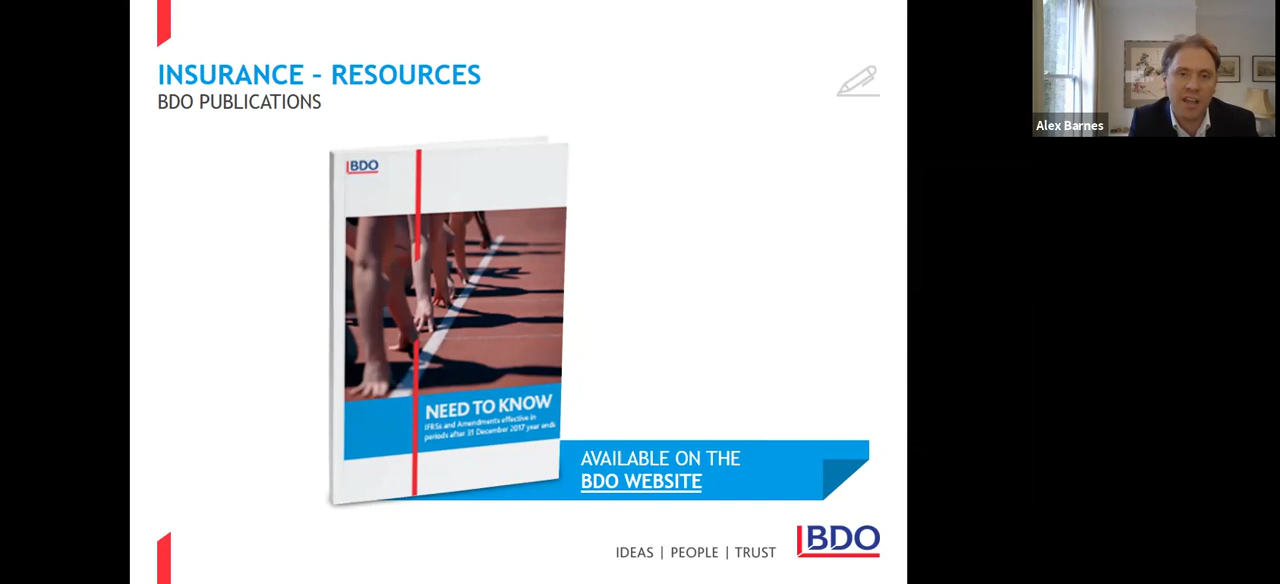 INSURANCE – RESOURCES
BDO PUBLICATIONS
BDO
NEED TO KNOW
IFRSs and Amendments effective in
periods after 31 December 2017 year ends
AVAILABLE ON THE
BDO WEBSITE
IDEAS | PEOPLE | TRUST
BDO
Alex Barnes